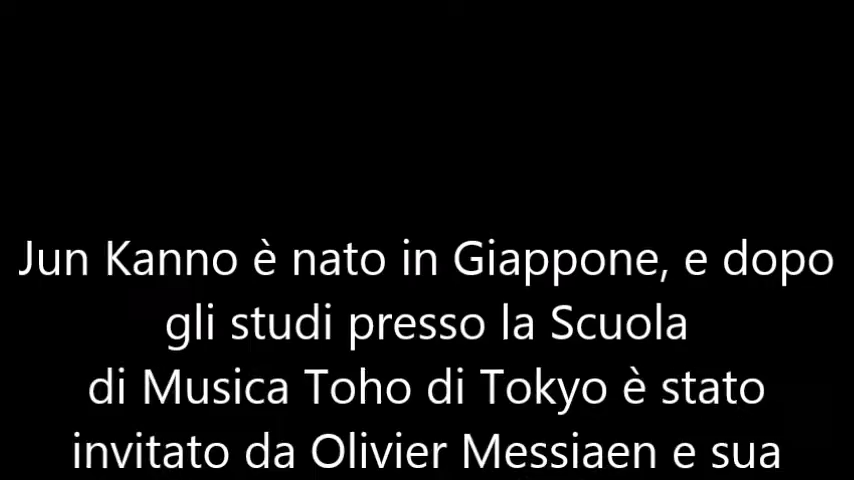 Jun Kanno è nato in Giappone, e dopo
gli studi presso la Scuola
di Musica Toho di Tokyo è stato
invitato da Olivier Messiaen e sua